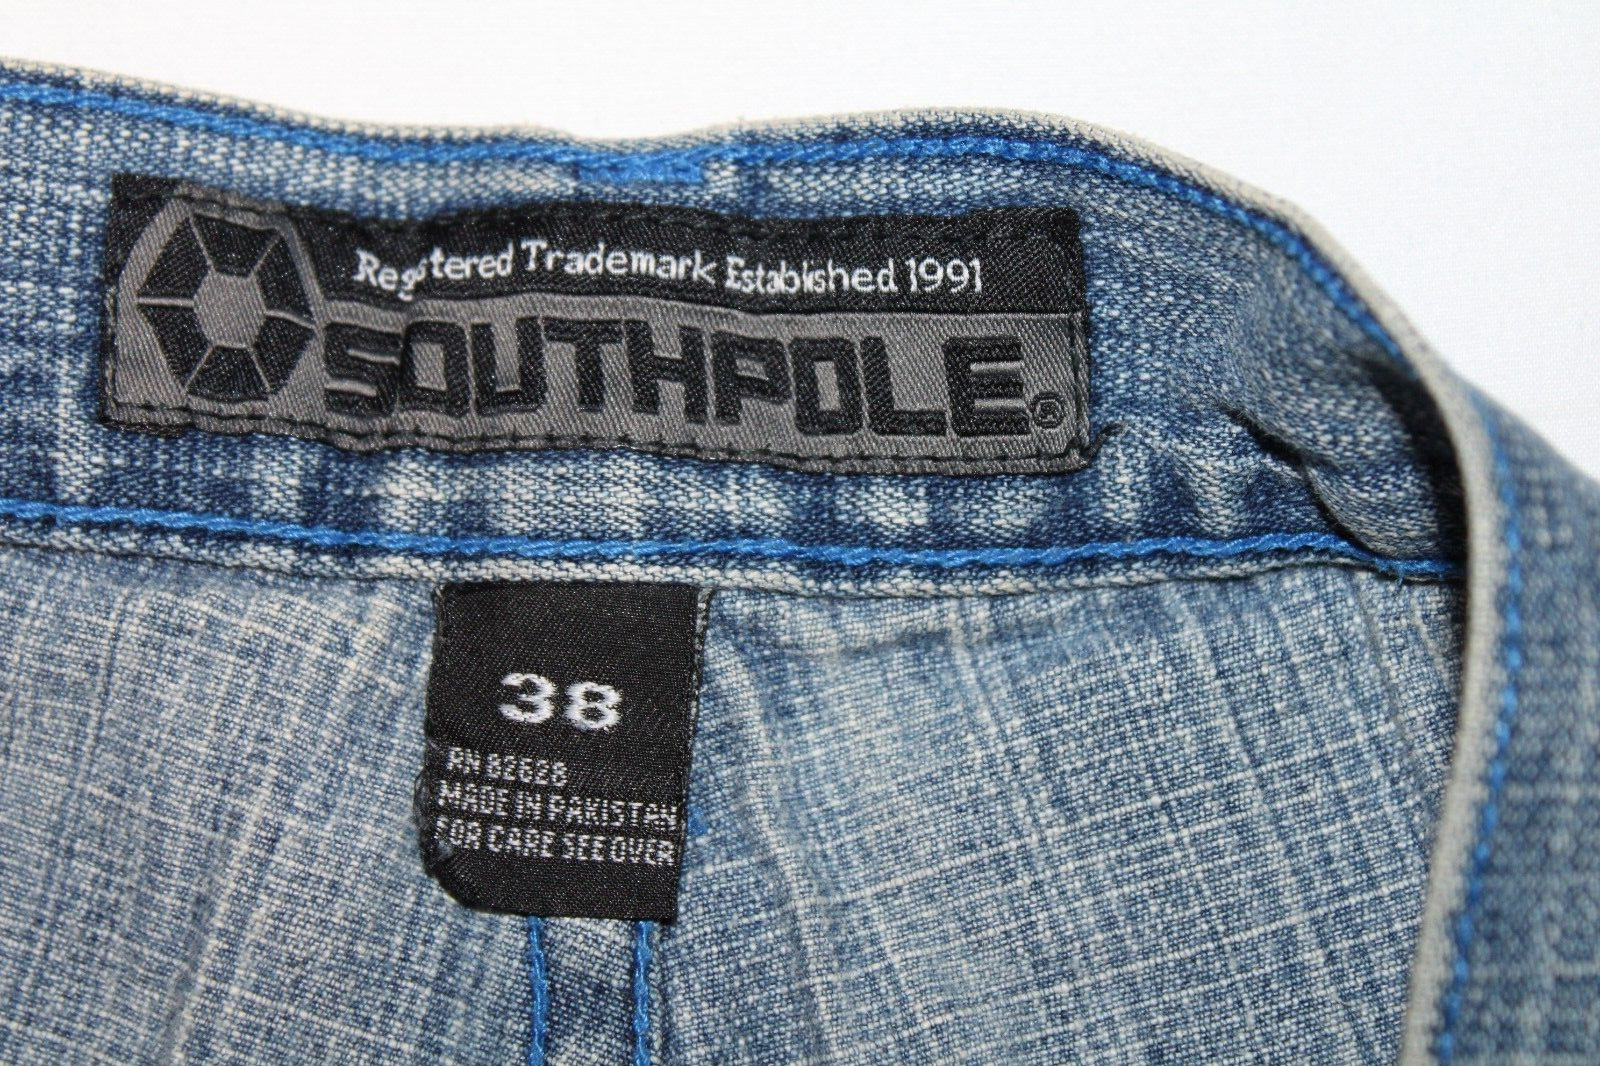 Registered Trademark Established 1991
SOUTHPOLE®
38
RN 82628
MADE IN PAKISTAN
FOR CARE SEE OVER